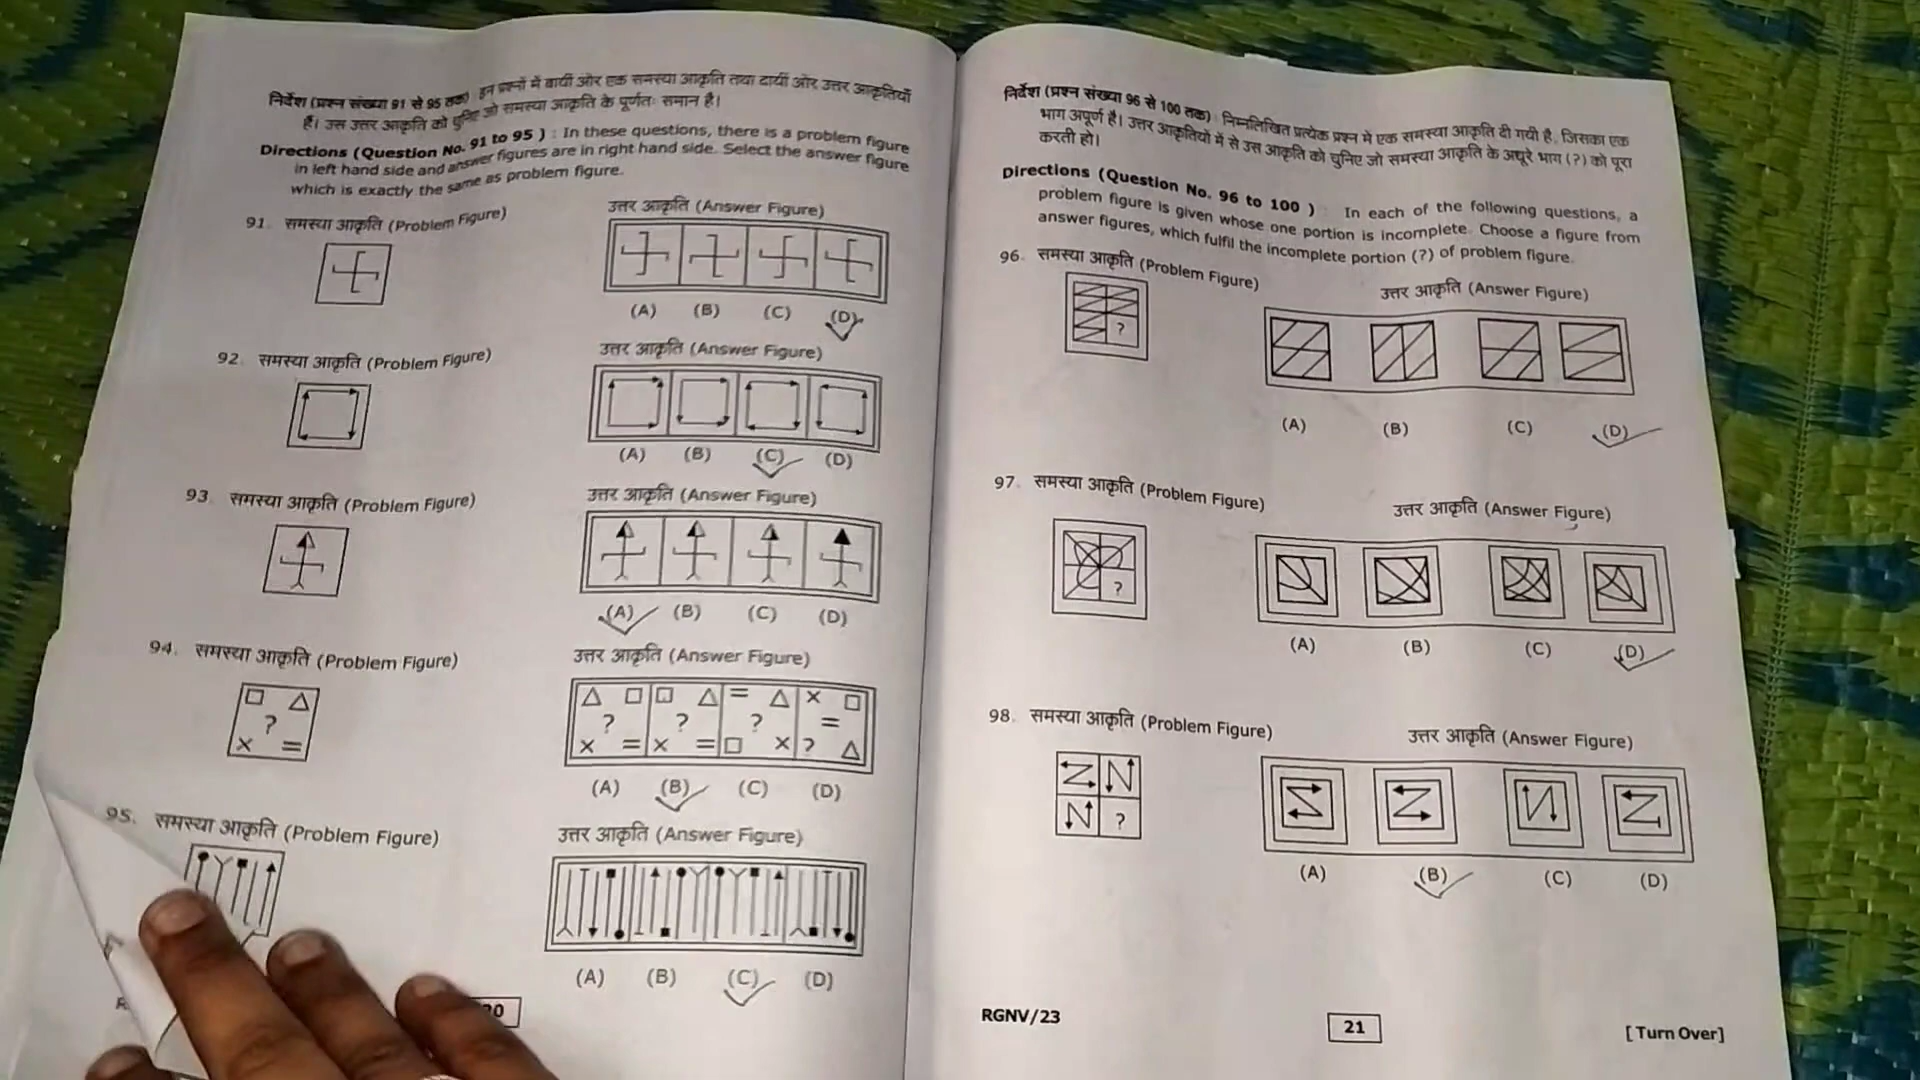 निर्देश (प्रश्न संख्या 91 से 95 तक) इन प्रश्नों में बायीं ओर एक समस्या आकृति तथा दायीं ओर उत्तर आकृतियाँ
हैं। उस उत्तर आकृति को चुनिए जो समस्या आकृति के पूर्णतः समान है।
Directions (Question No. 91 to 95 ) : In these questions, there is a problem figure
in left hand side and answer figures are in right hand side. Select the answer figure
which is exactly the same as problem figure.
91. समस्या आकृति (Problem Figure)
उत्तर आकृति (Answer Figure)
(A) (B) (C) (D)
92. समस्या आकृति (Problem Figure)
उत्तर आकृति (Answer Figure)
(A) (B) (C) (D)
93. समस्या आकृति (Problem Figure)
उत्तर आकृति (Answer Figure)
(A) (B) (C) (D)
94. समस्या आकृति (Problem Figure)
उत्तर आकृति (Answer Figure)
?
? ? ? = 
?
(A) (B) (C) (D)
95. समस्या आकृति (Problem Figure)
उत्तर आकृति (Answer Figure)
(A) (B) (C) (D)
20
निर्देश (प्रश्न संख्या 96 से 100 तक) निम्नलिखित प्रत्येक प्रश्न में एक समस्या आकृति दी गयी है, जिसका एक
भाग अपूर्ण है। उत्तर आकृतियों में से उस आकृति को चुनिए जो समस्या आकृति के अधूरे भाग (?) को पूरा
करती हो।
Directions (Question No. 96 to 100 ) In each of the following questions, a
problem figure is given whose one portion is incomplete. Choose a figure from
answer figures, which fulfil the incomplete portion (?) of problem figure.
96. समस्या आकृति (Problem Figure)
उत्तर आकृति (Answer Figure)
?
(A) (B) (C) (D)
97. समस्या आकृति (Problem Figure)
उत्तर आकृति (Answer Figure)
?
(A) (B) (C) (D)
98. समस्या आकृति (Problem Figure)
उत्तर आकृति (Answer Figure)
?
(A) (B) (C) (D)
RGNV/23
21
[ Turn Over]